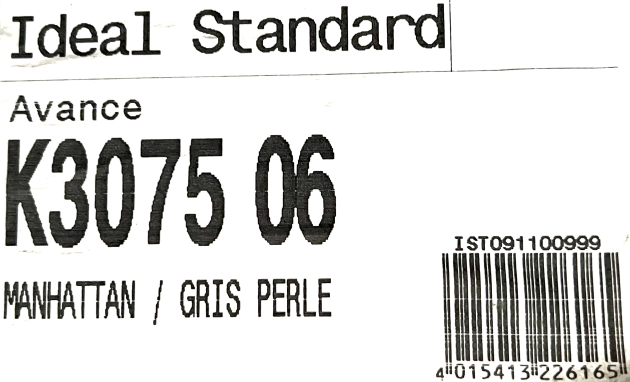 Ideal Standard
Avance
K3075 06
MANHATTAN / GRIS PERLE
IST091100999
4 015413 226165